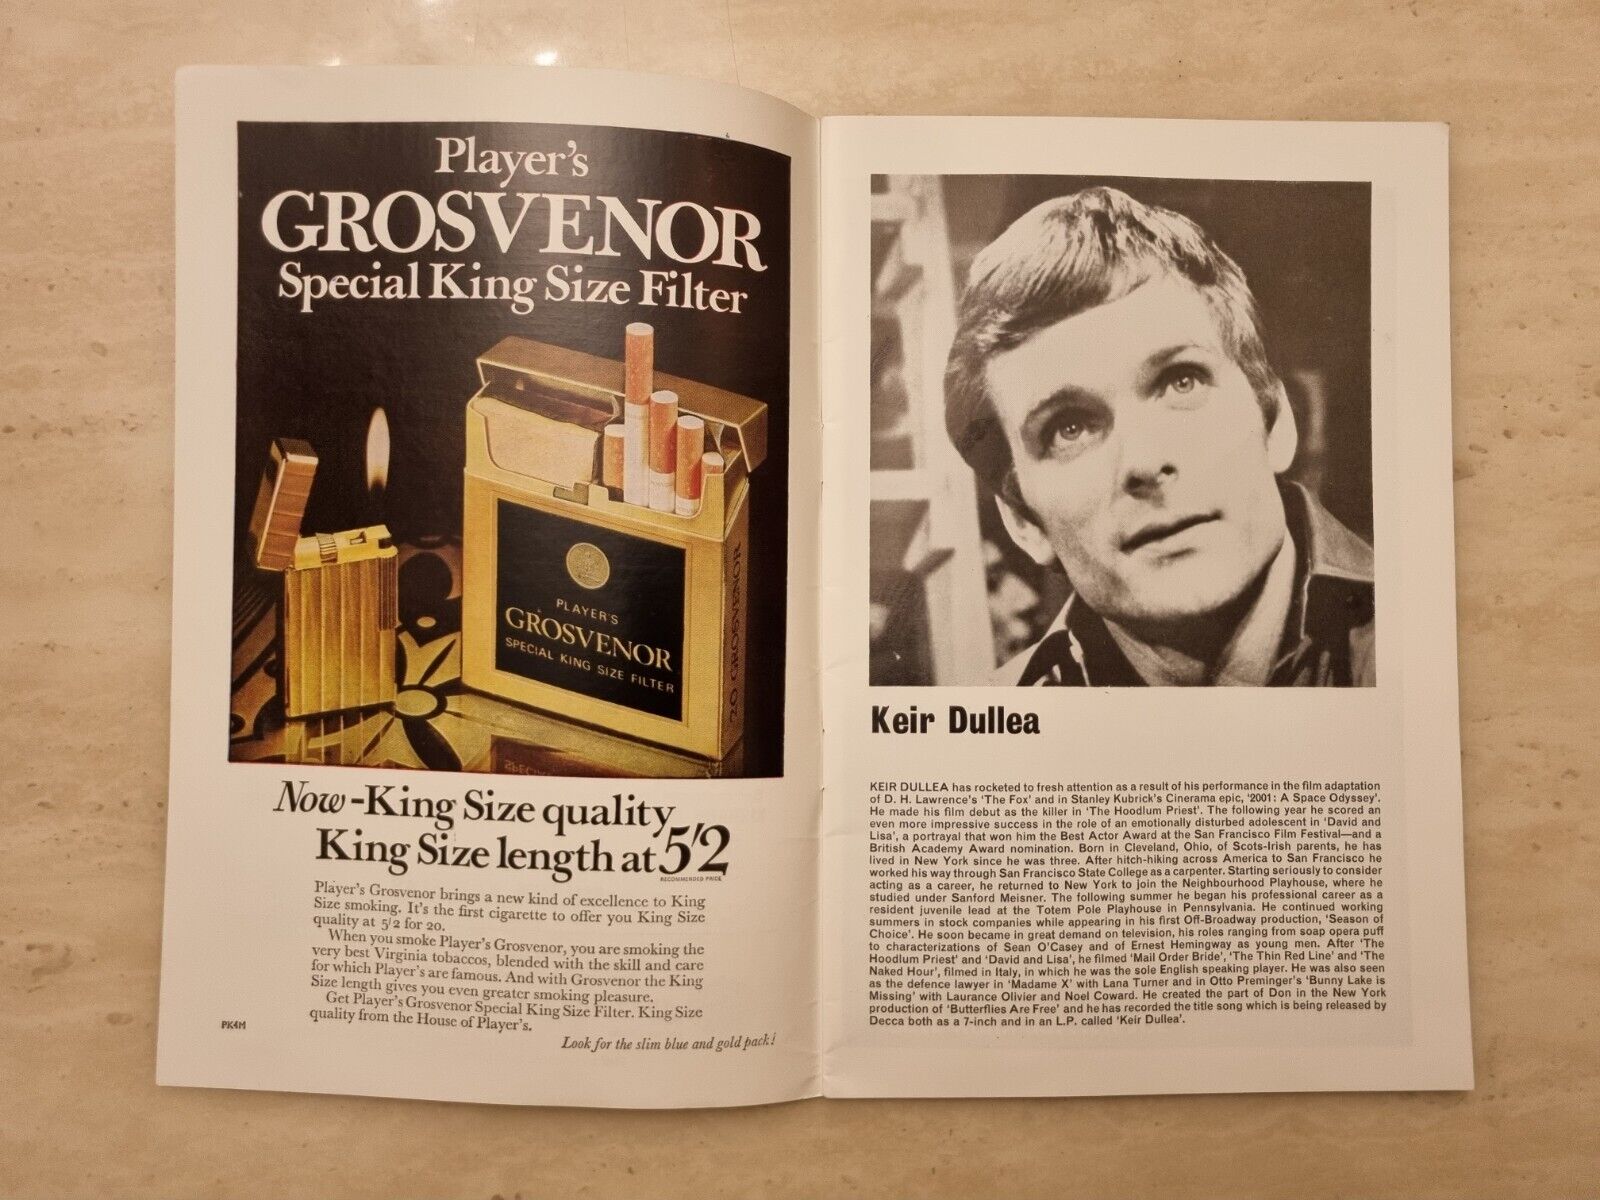 Player's
GROSVENOR
Special King Size Filter
PLAYER'S
GROSVENOR
SPECIAL KING SIZE FILTER
20 GROSVENOR
Now-King Size quality
King Size length at 5/2
RECOMMENDED PRICE
Player's Grosvenor brings a new kind of excellence to King
Size smoking. It's the first cigarette to offer you King Size
quality at 5/2 for 20.
When you smoke Player's Grosvenor, you are smoking the
very best Virginia tobaccos, blended with the skill and care
for which Player's are famous. And with Grosvenor the King
Size length gives you even greater smoking pleasure.
Get Player's Grosvenor Special King Size Filter. King Size
quality from the House of Player's.
PK4M
Look for the slim blue and gold pack!
Keir Dullea
KEIR DULLEA has rocketed to fresh attention as a result of his performance in the film adaptation
of D. H. Lawrence's 'The Fox' and in Stanley Kubrick's Cinerama epic, '2001: A Space Odyssey'.
He made his film debut as the killer in 'The Hoodlum Priest'. The following year he scored an
even more impressive success in the role of an emotionally disturbed adolescent in 'David and
Lisa', a portrayal that won him the Best Actor Award at the San Francisco Film Festival—and a
British Academy Award nomination. Born in Cleveland, Ohio, of Scots-Irish parents, he has
lived in New York since he was three. After hitch-hiking across America to San Francisco he
worked his way through San Francisco State College as a carpenter. Starting seriously to consider
acting as a career, he returned to New York to join the Neighbourhood Playhouse, where he
studied under Sanford Meisner. The following summer he began his professional career as a
resident juvenile lead at the Totem Pole Playhouse in Pennsylvania. He continued working
summers in stock companies while appearing in his first Off-Broadway production, 'Season of
Choice'. He soon became in great demand on television, his roles ranging from soap opera puff
to characterizations of Sean O'Casey and of Ernest Hemingway as young men. After 'The
Hoodlum Priest' and 'David and Lisa', he filmed 'Mail Order Bride', 'The Thin Red Line' and 'The
Naked Hour', filmed in Italy, in which he was the sole English speaking player. He was also seen
as the defence lawyer in 'Madame X' with Lana Turner and in Otto Preminger's 'Bunny Lake is
Missing' with Laurance Olivier and Noel Coward. He created the part of Don in the New York
production of 'Butterflies Are Free' and he has recorded the title song which is being released by
Decca both as a 7-inch and in an L.P. called 'Keir Dullea'.